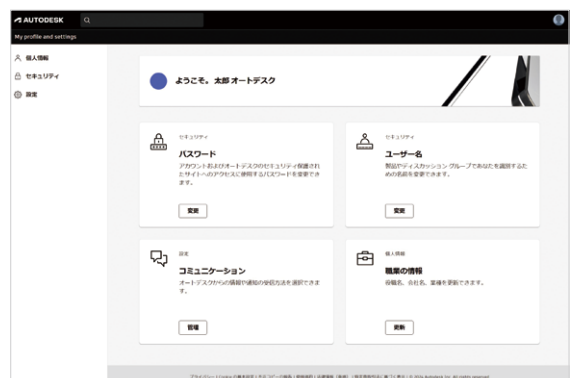 AUTODESK
My profile and settings
個人情報
セキュリティ
設定
ようこそ。太郎 オートデスク
セキュリティ
パスワード
アカウントおよびオートデスクのセキュリティ保護され
たサイトへのアクセスに使用するパスワードを変更でき
ます。
変更
セキュリティ
ユーザー名
製品やディスカッション グループであなたを識別するた
めの名前を変更できます。
変更
設定
コミュニケーション
オートデスクからの情報や通知の受信方法を選択できま
す。
管理
個人情報
職業の情報
役職名、会社名、業種を更新できます。
更新